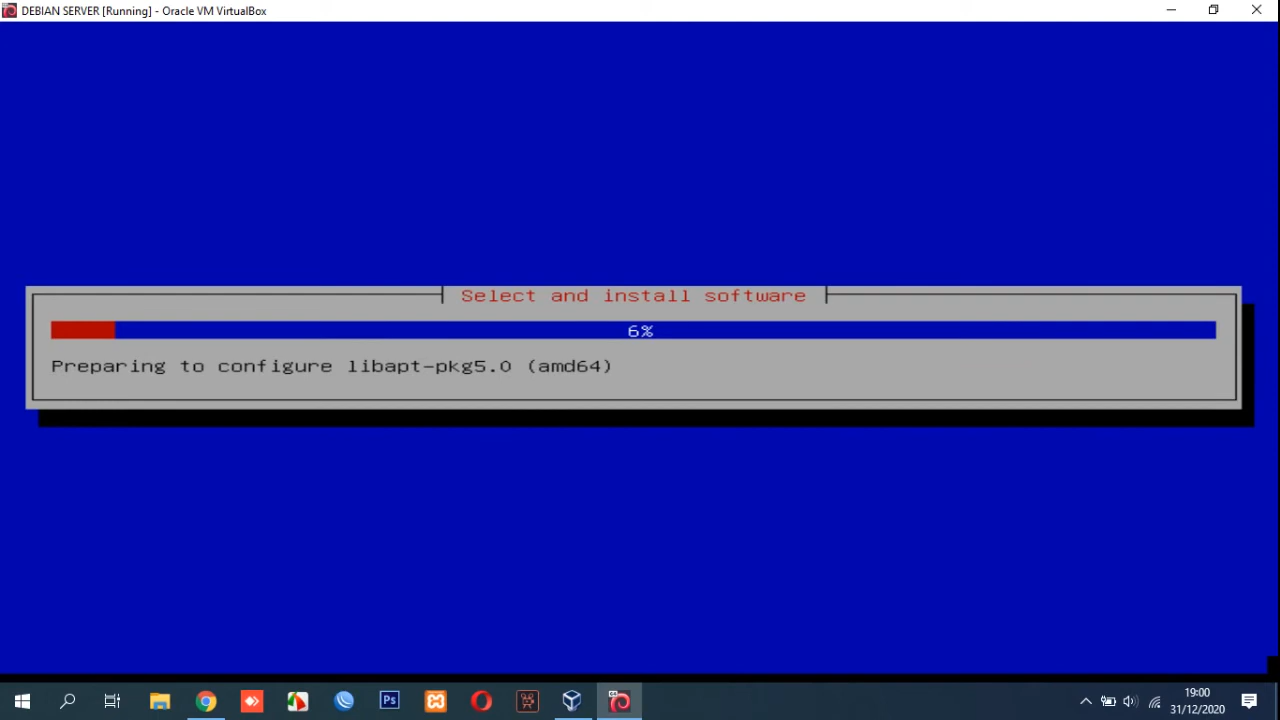 DEBIAN SERVER [Running] - Oracle VM VirtualBox
Select and install software
6%
Preparing to configure libapt-pkg5.0 (amd64)
Ps
19:00
31/12/2020